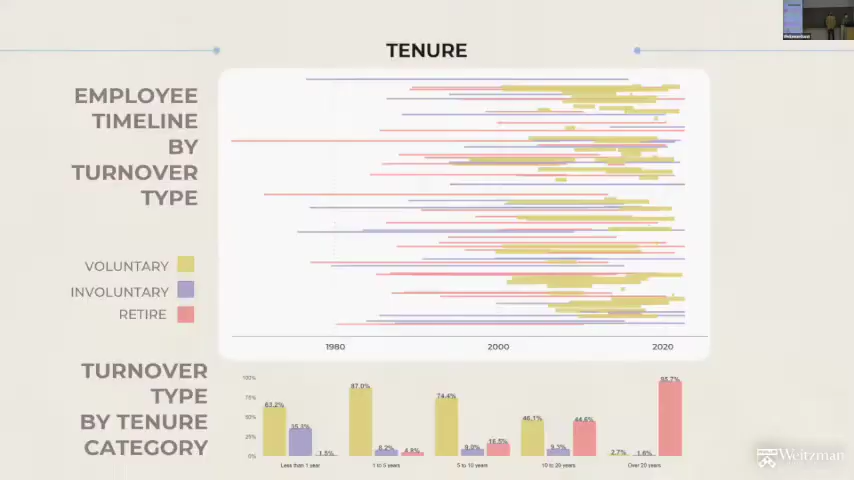 TENURE
EMPLOYEE
TIMELINE
BY
TURNOVER
TYPE
VOLUNTARY
INVOLUNTARY
RETIRE
1980
2000
2020
TURNOVER
TYPE
BY TENURE
CATEGORY
100%
75%
50%
25%
0%
63.2%
35.3%
1.5%
87.0%
8.2%
4.9%
74.4%
9.0%
16.5%
46.1%
9.3%
44.6%
2.7%
1.6%
95.7%
Less than 1 year
1 to 5 years
5 to 10 years
10 to 20 years
Over 20 years
Weitzman